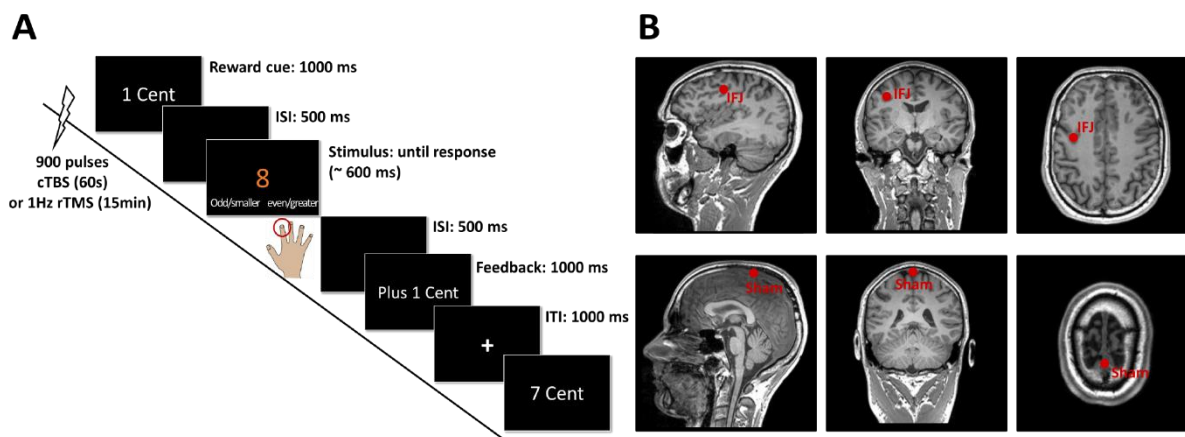 A
1 Cent
Reward cue: 1000 ms
ISI: 500 ms
900 pulses
cTBS (60s)
or 1Hz rTMS (15min)
8
Odd/smaller even/greater
Stimulus: until response
(~ 600 ms)
ISI: 500 ms
Plus 1 Cent
Feedback: 1000 ms
+
ITI: 1000 ms
7 Cent
B
IFJ
IFJ
IFJ
Sham
Sham
Sham